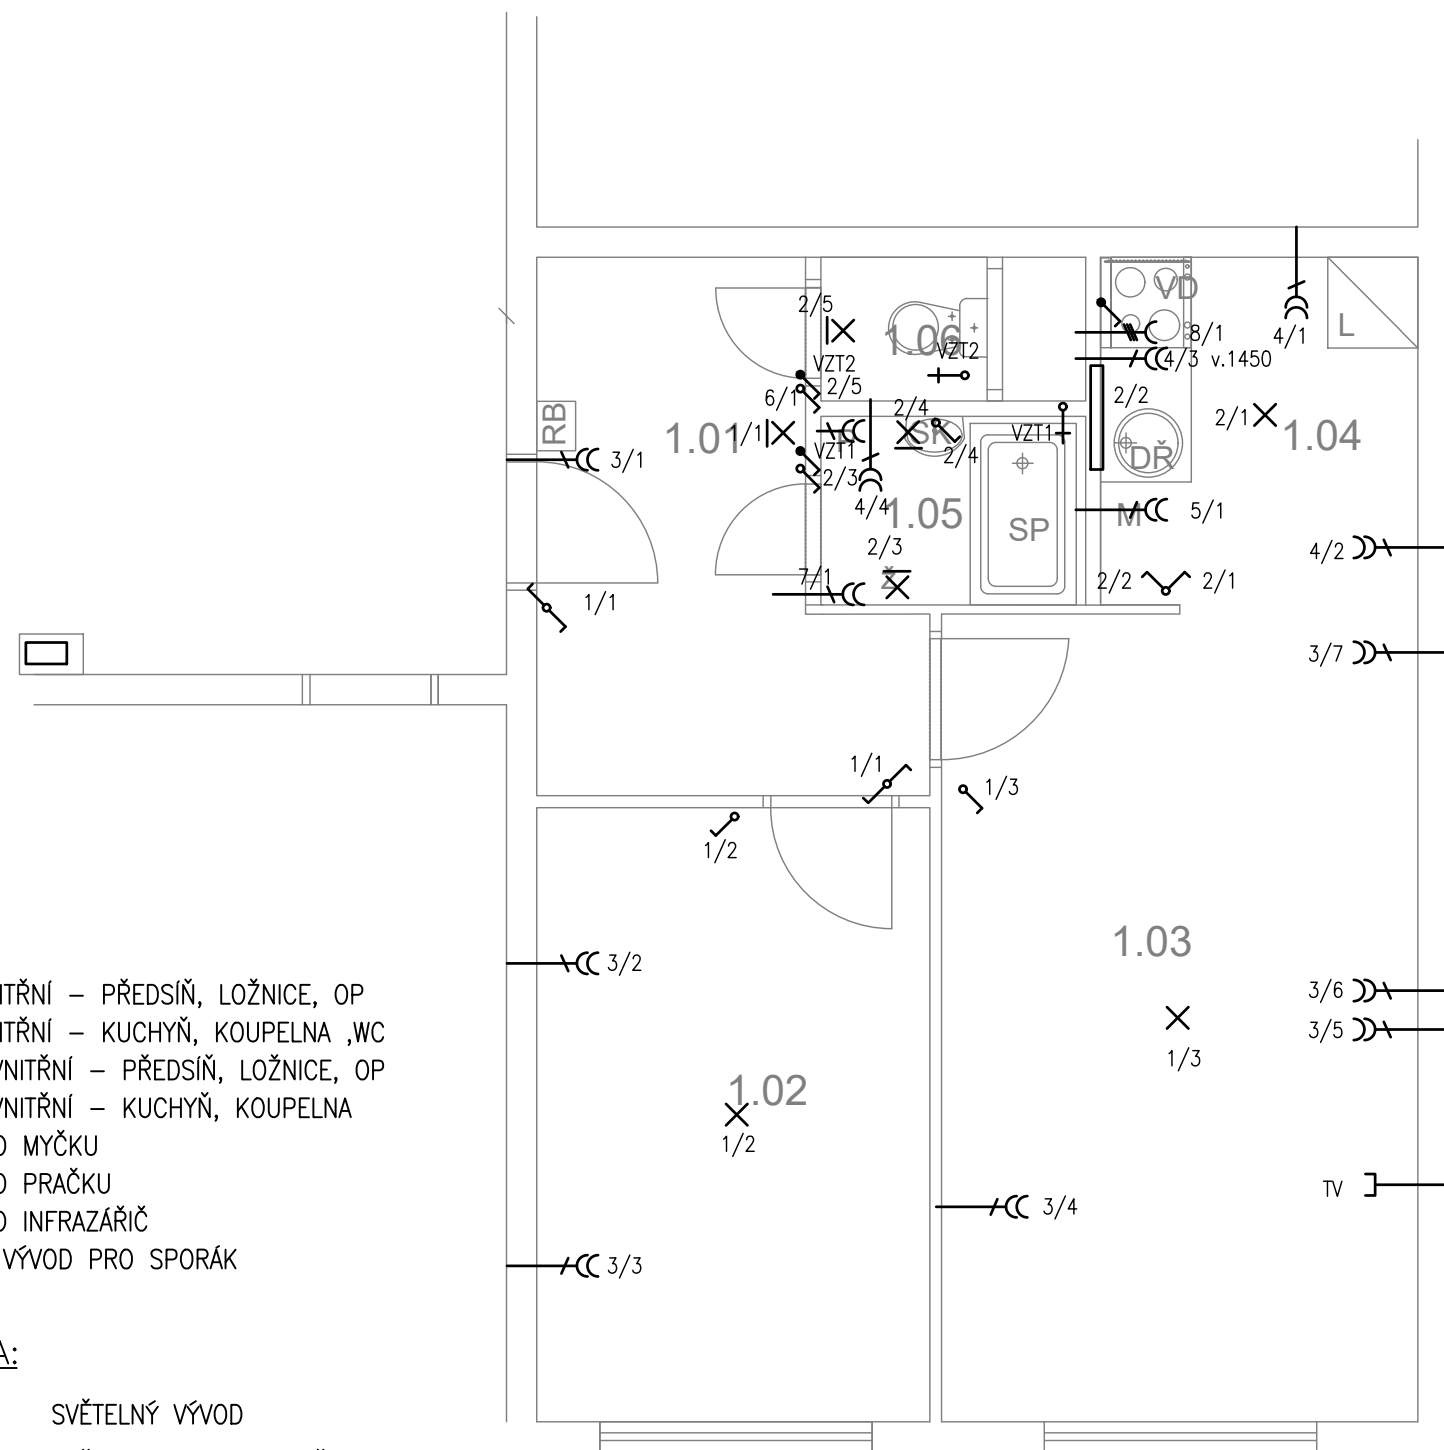 VD
2/5
L
8/1
4/1
1.06
VZT2
VZT2
4/3 v.1450
2/5
2/2
6/1
2/4
2/1
1.04
RB
1.01
1/1
SK
VZT1
VZT1
2/4
DŘ
3/1
2/3
4/4
1.05
M
5/1
SP
2/3
4/2
7/1
Ž
2/2
2/1
1/1
3/7
1/1
1/3
1/2
1.03
3/2
3/6
3/5
1/3
1.02
1/2
TV
3/4
3/3
ITŘNÍ – PŘEDSÍŇ, LOŽNICE, OP
ITŘNÍ – KUCHYŇ, KOUPELNA ,WC
VNITŘNÍ – PŘEDSÍŇ, LOŽNICE, OP
VNITŘNÍ – KUCHYŇ, KOUPELNA
O MYČKU
O PRAČKU
O INFRAZÁŘIČ
VÝVOD PRO SPORÁK
A:
SVĚTELNÝ VÝVOD